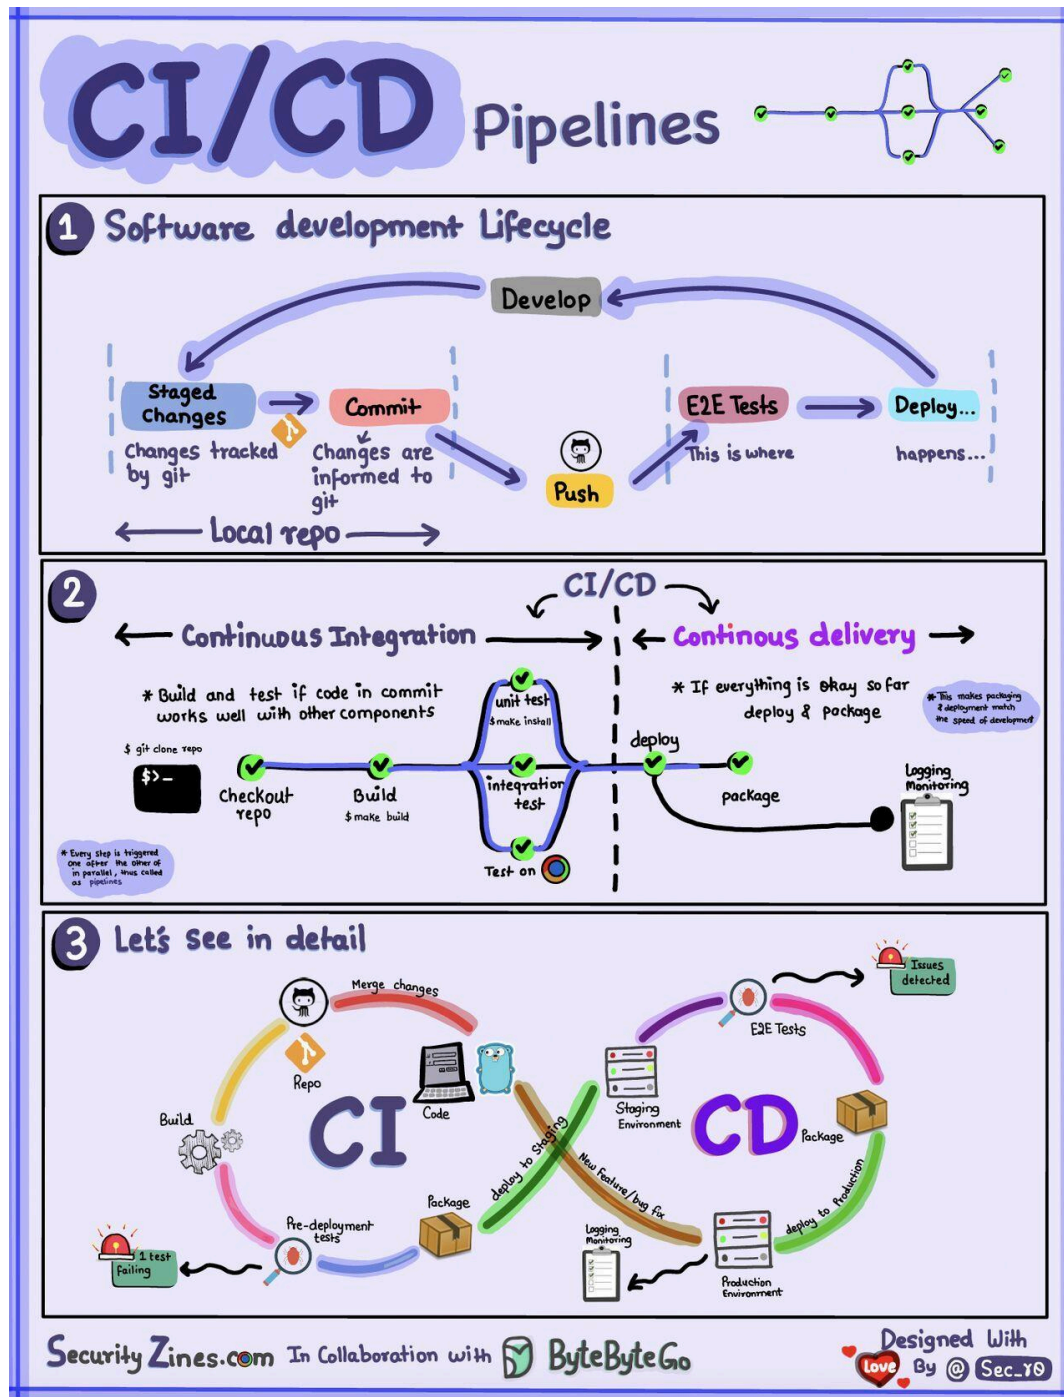 CI/CD Pipelines
1 Software development Lifecycle
Develop
Staged
Changes
Changes tracked
by git
Commit
Changes are
informed to
git
Local repo
Push
E2E Tests
This is where
Deploy...
happens...
2
CI/CD
Continuous Integration
Continous delivery
* Build and test if code in commit
works well with other components
* If everything is okay so far
deploy & package
* This makes packaging
& deployment match
the speed of development
$ git clone repo
$>_
Checkout
repo
Build
$ make build
unit test
$ make install
integration
test
Test on
deploy
package
Logging
Monitoring
* Every step is triggered
one after the other of
in parallel, thus called
as pipelines
3 Let's see in detail
Merge changes
Repo
Code
Build
CI
Pre-deployment
tests
1 test
failing
Package
deploy to Staging
New feature/bug fix
Staging
Environment
E2E Tests
Issues
detected
CD
Package
deploy to Production
Production
Environment
Logging
Monitoring
SecurityZines.com In Collaboration with ByteByteGo
Designed With
Love By @ Sec_r0